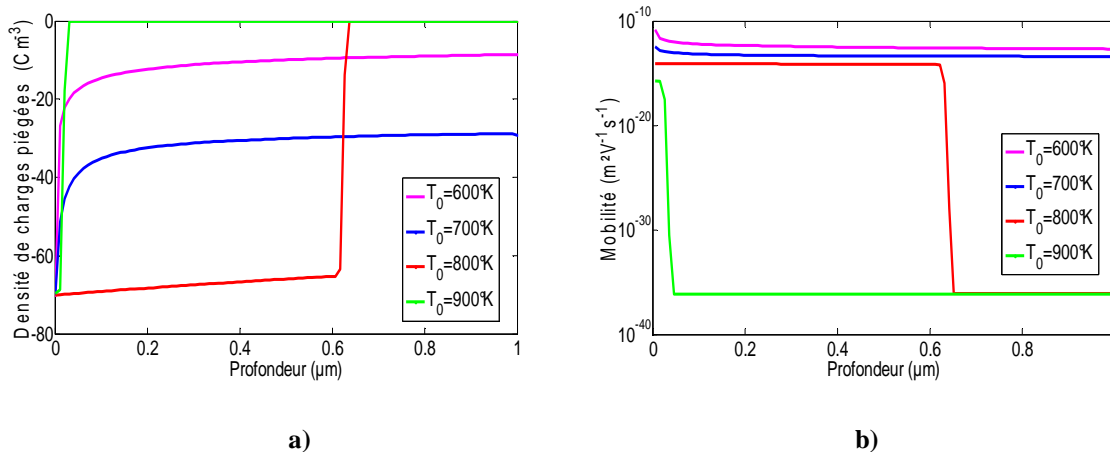 0
-20
-40
-60
-80
Densité de charges piégées (Cm-3)
T0=600°K
T0=700°K
T0=800°K
T0=900°K
0 0.2 0.4 0.6 0.8 1
Profondeur (µm)
a)
10-10
10-20
10-30
10-40
Mobilité (m²V-1s-1)
T0=600°K
T0=700°K
T0=800°K
T0=900°K
0 0.2 0.4 0.6 0.8
Profondeur (µm)
b)